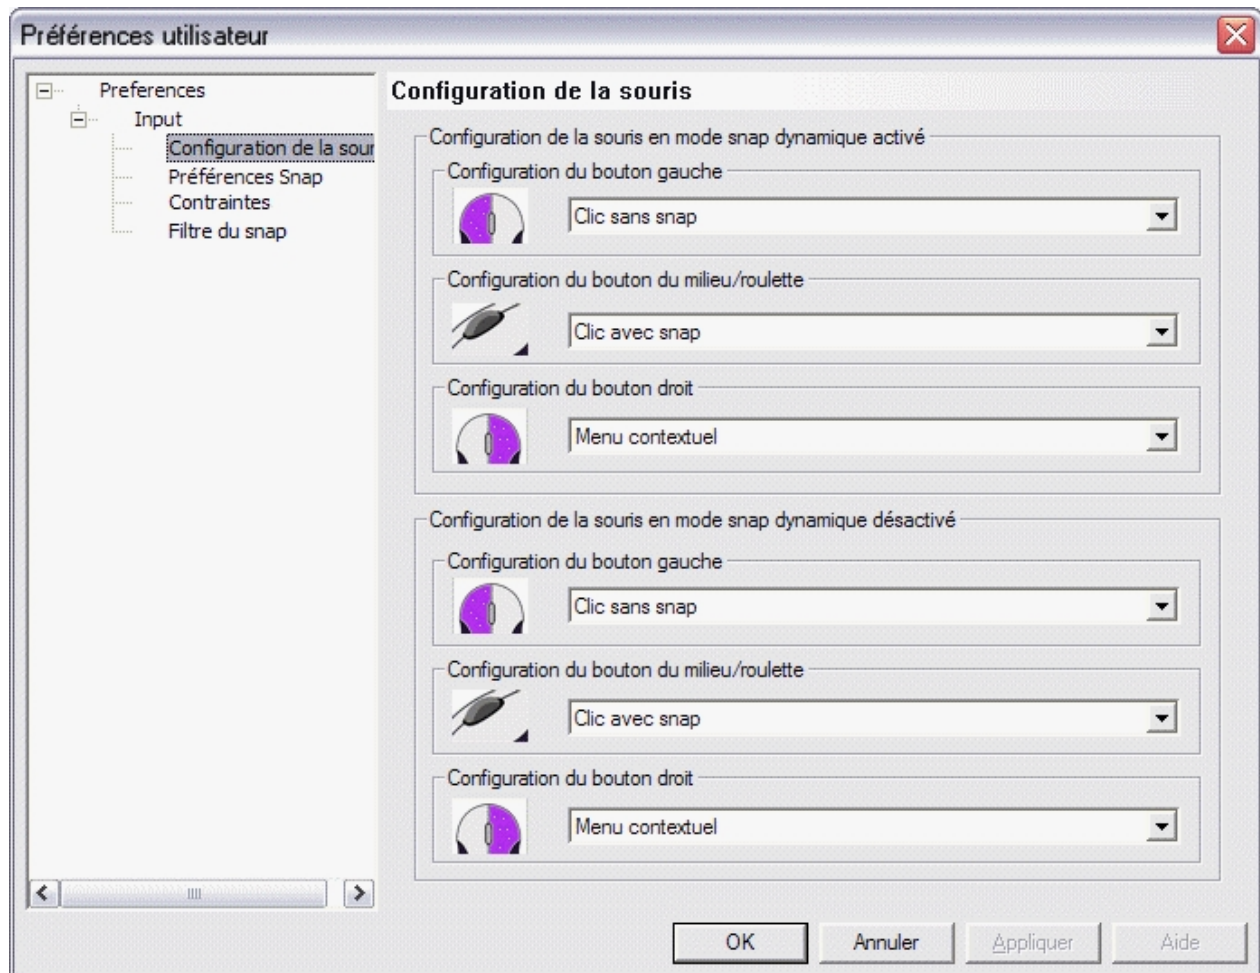 Préférences utilisateur
Preferences
Input
Configuration de la sour
Préférences Snap
Contraintes
Filtre du snap
Configuration de la souris
Configuration de la souris en mode snap dynamique activé
Configuration du bouton gauche
Clic sans snap
Configuration du bouton du milieu/roulette
Clic avec snap
Configuration du bouton droit
Menu contextuel
Configuration de la souris en mode snap dynamique désactivé
Configuration du bouton gauche
Clic sans snap
Configuration du bouton du milieu/roulette
Clic avec snap
Configuration du bouton droit
Menu contextuel
OK
Annuler
Appliquer
Aide